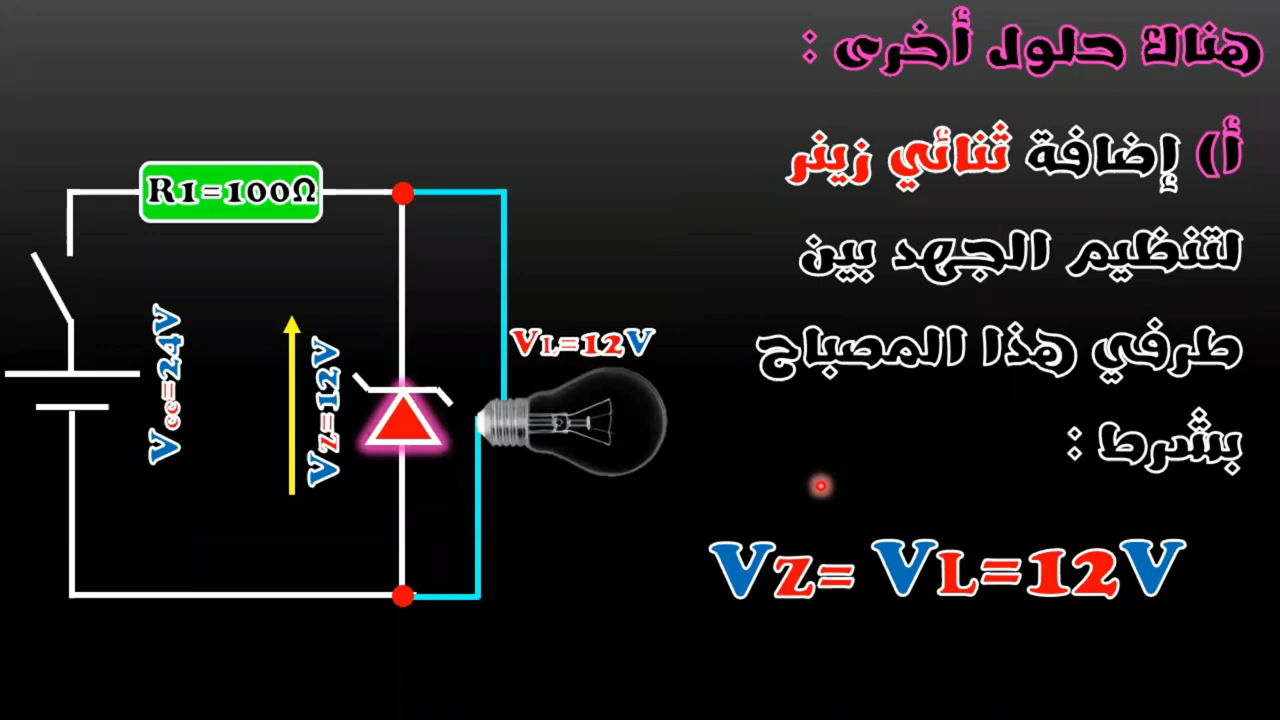 هناك حلول أخرى :
أ) إضافة ثنائي زينر
لتنظيم الجهد بين
طرفي هذا المصباح
بشرط :
VZ= VL=12V
R1=100Ω
Vcc=24V
VZ=12V
VL=12V